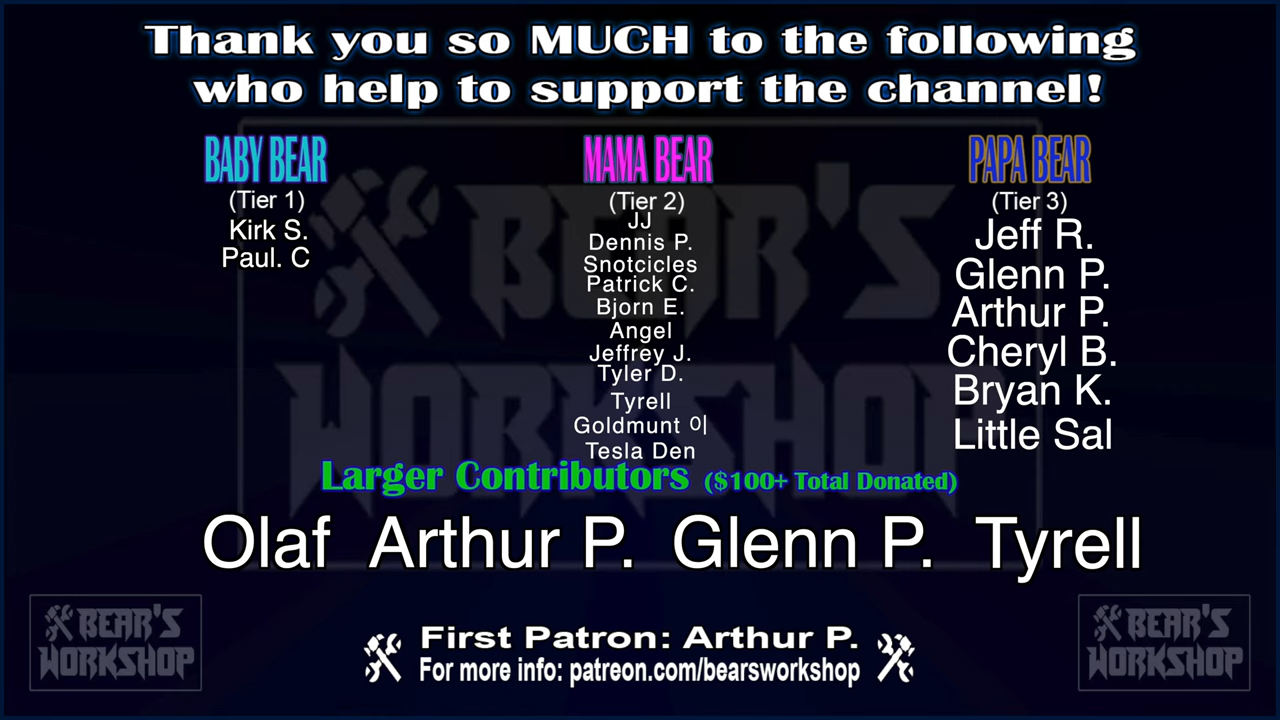 Thank you so MUCH to the following
who help to support the channel!
BABY BEAR
(Tier 1)
Kirk S.
Paul. C
MAMA BEAR
(Tier 2)
JJ
Dennis P.
Snotcicles
Patrick C.
Bjorn E.
Angel
Jeffrey J.
Tyler D.
Tyrell
Goldmunt 이
Tesla Den
PAPA BEAR
(Tier 3)
Jeff R.
Glenn P.
Arthur P.
Cheryl B.
Bryan K.
Little Sal
BEAR'S
WORKSHOP
Larger Contributors ($100+ Total Donated)
Olaf Arthur P. Glenn P. Tyrell
BEAR'S
WORKSHOP
First Patron: Arthur P.
For more info: patreon.com/bearsworkshop
BEAR'S
WORKSHOP